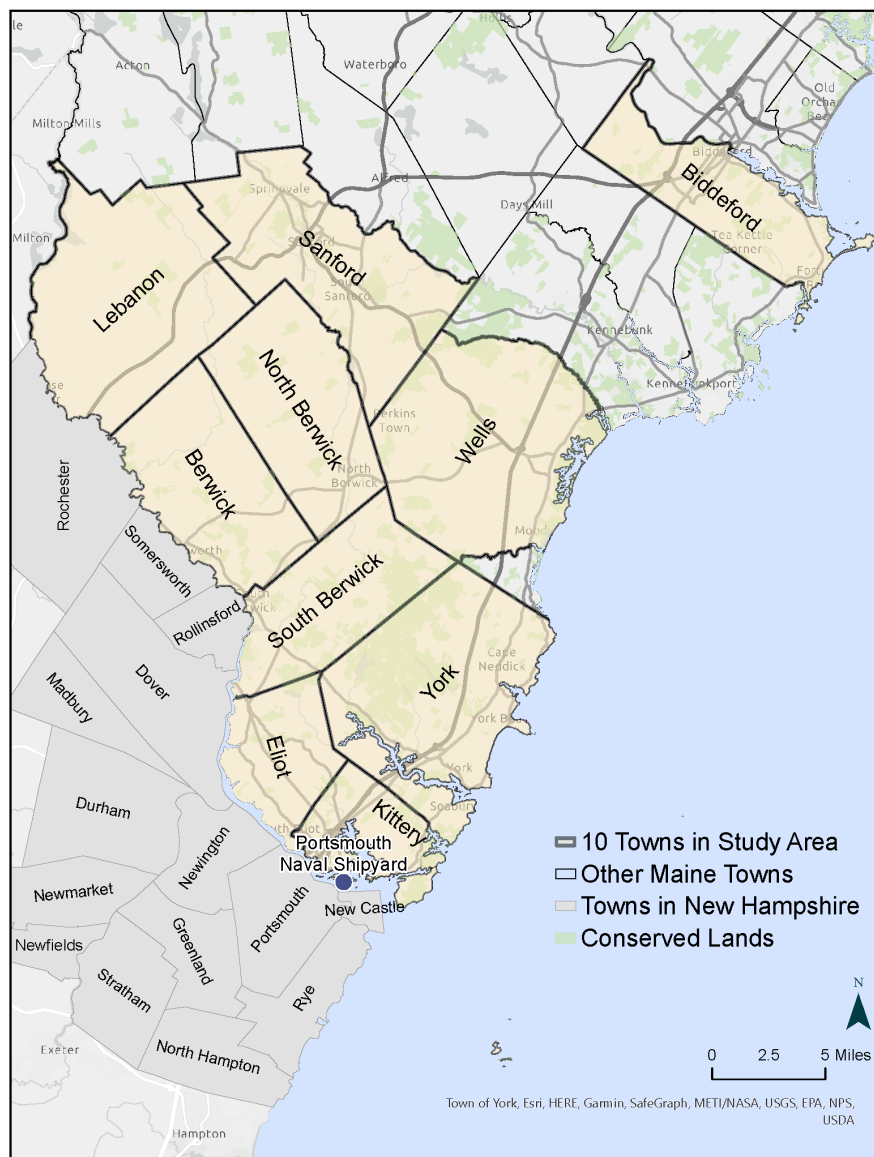 Acton
Waterboro
Old
Milton Mills
Alfred
Springvale
Biddeford
Days Mill
Milton
Sanford
Lebanon
Tea Kettle
Corner
Kennebunk
Kennebunkport
North Berwick
Perkins
Town
Wells
North
Berwick
Berwick
Rochester
Somersworth
Rollinsford
South Berwick
Dover
Madbury
York
Cape
Neddick
Eliot
York
Durham
Newington
Kittery
Portsmouth
Naval Shipyard
Newmarket
Portsmouth
New Castle
Greenland
Newfields
Stratham
Rye
Exeter
North Hampton
Hampton
10 Towns in Study Area
Other Maine Towns
Towns in New Hampshire
Conserved Lands
N
0 2.5 5 Miles
Town of York, Esri, HERE, Garmin, SafeGraph, METI/NASA, USGS, EPA, NPS,
USDA